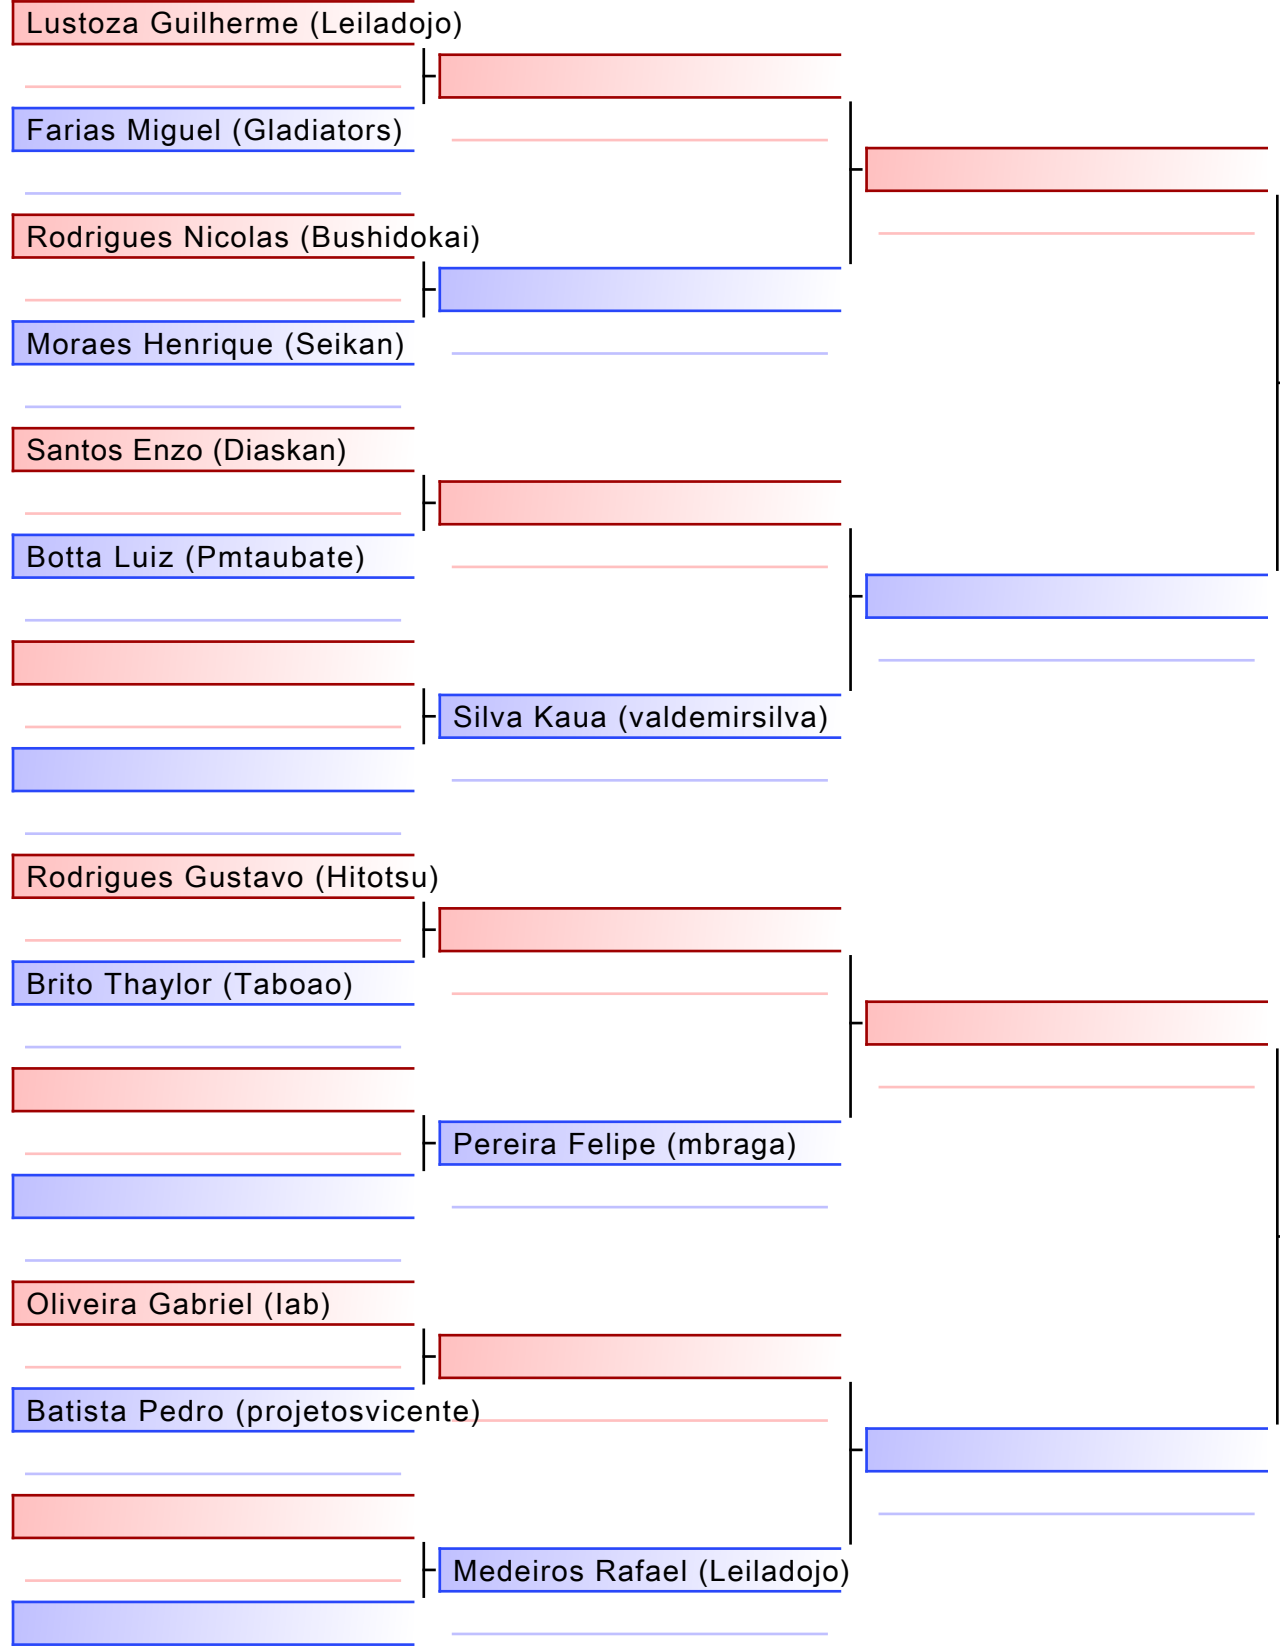 Lustoza Guilherme (Leiladojo)
Farias Miguel (Gladiators)
Rodrigues Nicolas (Bushidokai)
Moraes Henrique (Seikan)
Santos Enzo (Diaskan)
Botta Luiz (Pmtaubate)
Silva Kaua (valdemirsilva)
Rodrigues Gustavo (Hitotsu)
Brito Thaylor (Taboao)
Pereira Felipe (mbraga)
Oliveira Gabriel (Iab)
Batista Pedro (projetosvicente)
Medeiros Rafael (Leiladojo)